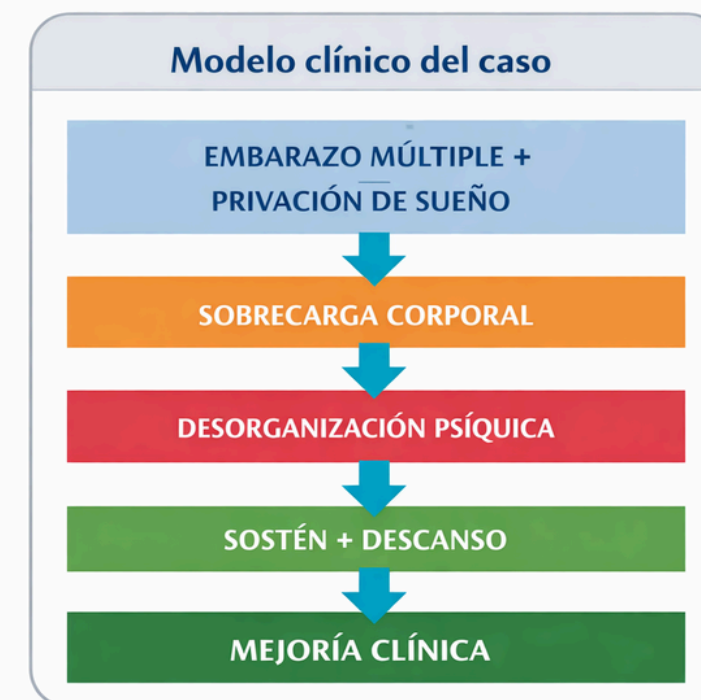 Modelo clínico del caso
EMBARAZO MÚLTIPLE +
PRIVACIÓN DE SUEÑO
SOBRECARGA CORPORAL
DESORGANIZACIÓN PSÍQUICA
SOSTÉN + DESCANSO
MEJORÍA CLÍNICA